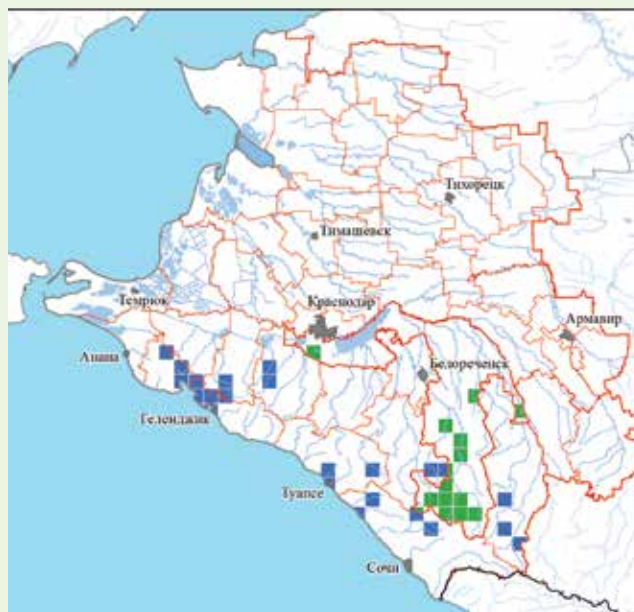 Тихорецк
Тимашевск
Темрюк
Краснодар
Армавир
Анапа
Белореченск
Геленджик
Туапсе
Сочи